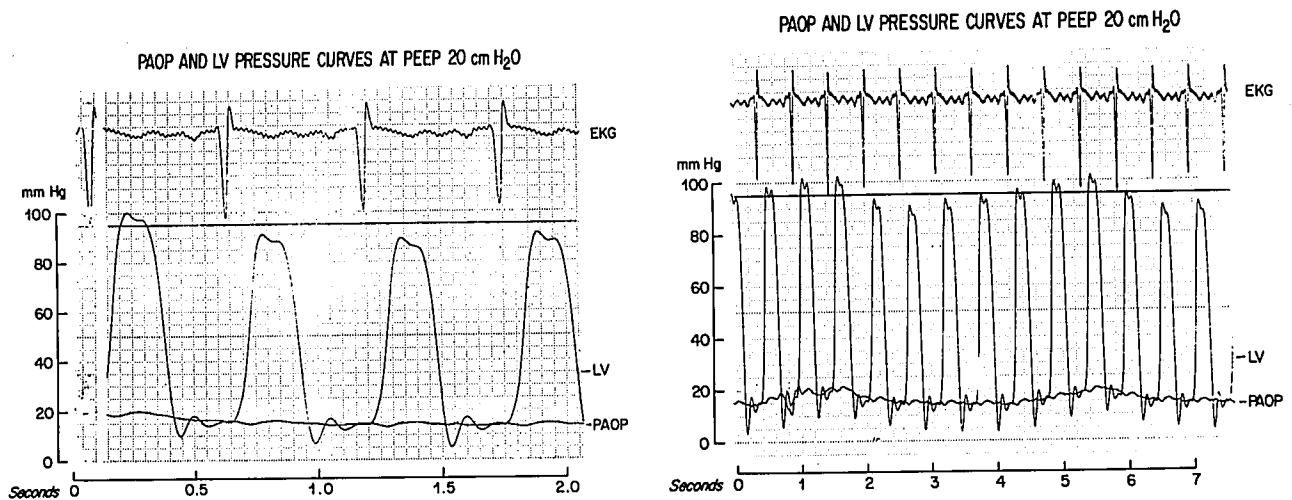 PAOP AND LV PRESSURE CURVES AT PEEP 20 cm H₂O
EKG
mm Hg
100
80
60
40
20
0
LV
PAOP
Seconds 0 0.5 1.0 1.5 2.0
PAOP AND LV PRESSURE CURVES AT PEEP 20 cm H₂O
EKG
mm Hg
100
80
60
40
20
0
LV
PAOP
Seconds 0 1 2 3 4 5 6 7